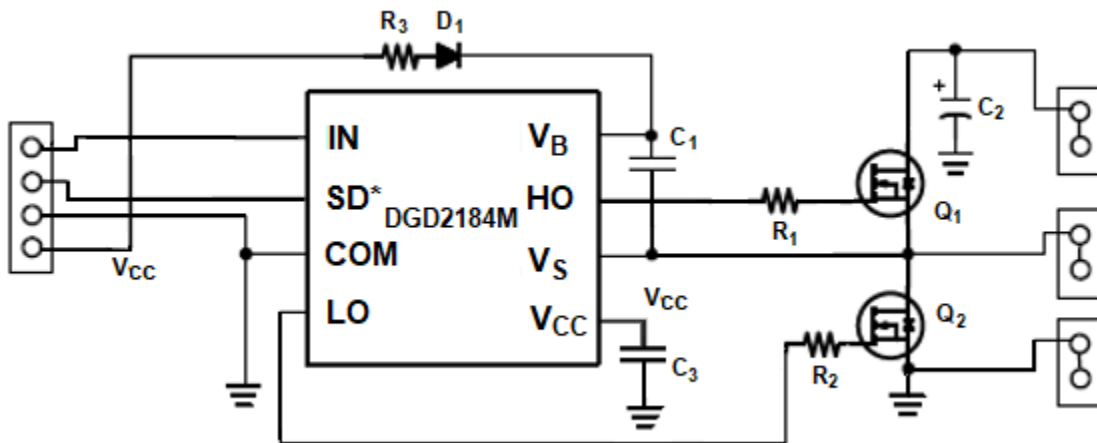 R3 D1
IN
SD*
COM
LO
DGD2184M
VB
HO
VS
VCC
VCC
VCC
C1
R1
R2
C3
+
C2
Q1
Q2